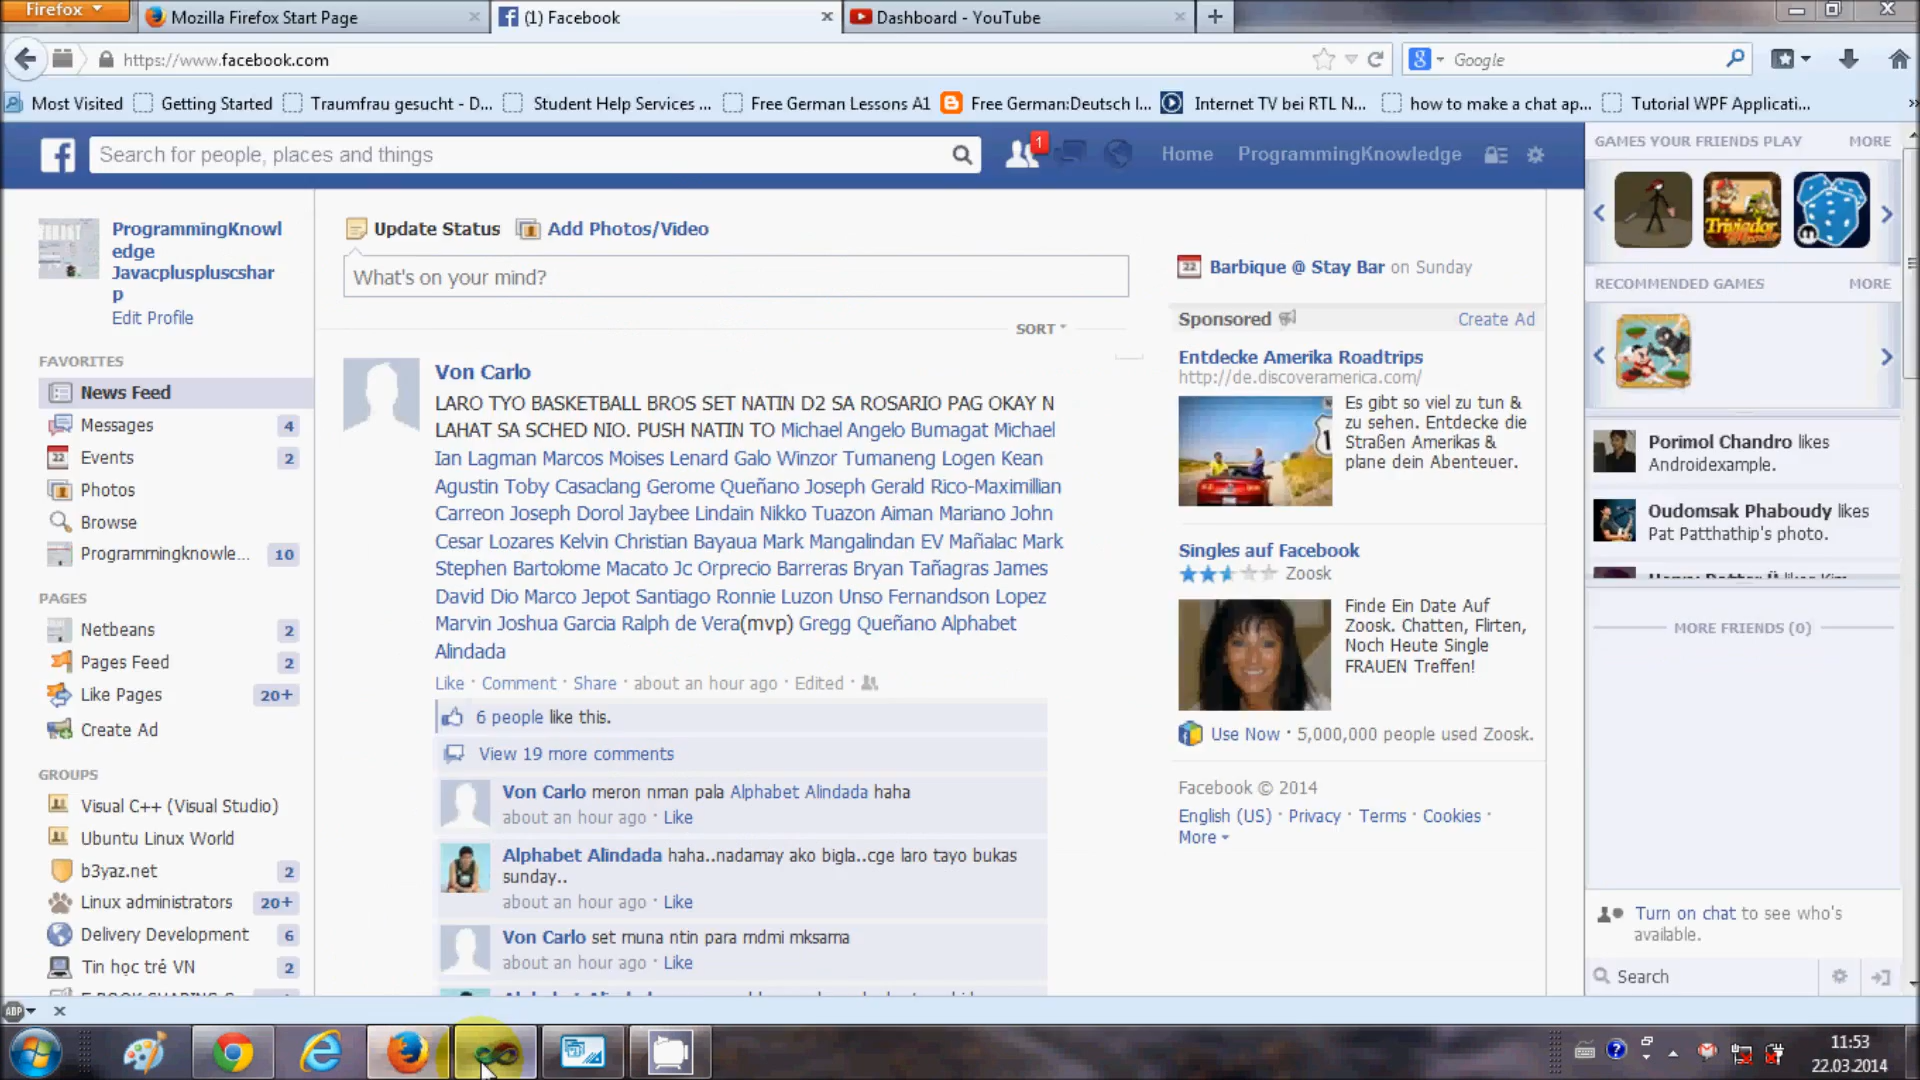 Firefox
Mozilla Firefox Start Page
(1) Facebook
Dashboard - YouTube
https://www.facebook.com
Google
Most Visited
Getting Started
Traumfrau gesucht - D...
Student Help Services ...
Free German Lessons A1
Free German:Deutsch l...
Internet TV bei RTL N...
how to make a chat ap...
Tutorial WPF Applicati...
Search for people, places and things
1
Home
ProgrammingKnowledge
ProgrammingKnowl
edge
Javacpluspluscshar
p
Edit Profile
FAVORITES
News Feed
Messages 4
Events 2
Photos
Browse
Programmingknowle... 10
PAGES
Netbeans 2
Pages Feed 2
Like Pages 20+
Create Ad
GROUPS
Visual C++ (Visual Studio)
Ubuntu Linux World
b3yaz.net 2
Linux administrators 20+
Delivery Development 6
Tin học trẻ VN 2
Update Status
Add Photos/Video
What's on your mind?
SORT
Von Carlo
LARO TYO BASKETBALL BROS SET NATIN D2 SA ROSARIO PAG OKAY N
LAHAT SA SCHED NIO. PUSH NATIN TO Michael Angelo Bumagat Michael
Ian Lagman Marcos Moises Lenard Galo Winzor Tumaneng Logen Kean
Agustin Toby Casaclang Gerome Queñano Joseph Gerald Rico-Maximillian
Carreon Joseph Dorol Jaybee Lindain Nikko Tuazon Aiman Mariano John
Cesar Lozares Kelvin Christian Bayaua Mark Mangalindan EV Mañalac Mark
Stephen Bartolome Macato Jc Orprecio Barreras Bryan Tañagras James
David Dio Marco Jepot Santiago Ronnie Luzon Unso Fernandson Lopez
Marvin Joshua Garcia Ralph de Vera(mvp) Gregg Queñano Alphabet
Alindada
Like · Comment · Share · about an hour ago · Edited ·
6 people like this.
View 19 more comments
Von Carlo meron nman pala Alphabet Alindada haha
about an hour ago · Like
Alphabet Alindada haha..nadamay ako bigla..cge laro tayo bukas
sunday..
about an hour ago · Like
Von Carlo set muna ntin para mdmi mksama
about an hour ago · Like
22 Barbique @ Stay Bar on Sunday
Sponsored
Create Ad
Entdecke Amerika Roadtrips
http://de.discoveramerica.com/
Es gibt so viel zu tun &
zu sehen. Entdecke die
Straßen Amerikas &
plane dein Abenteuer.
Singles auf Facebook
Zoosk
Finde Ein Date Auf
Zoosk. Chatten, Flirten,
Noch Heute Single
FRAUEN Treffen!
Use Now · 5,000,000 people used Zoosk.
Facebook © 2014
English (US) · Privacy · Terms · Cookies ·
More
GAMES YOUR FRIENDS PLAY
MORE
Triviador
RECOMMENDED GAMES
MORE
Porimol Chandro likes
Androidexample.
Oudomsak Phaboudy likes
Pat Patthathip's photo.
MORE FRIENDS (0)
Turn on chat to see who's
available.
Search
ABP
11:53
22.03.2014